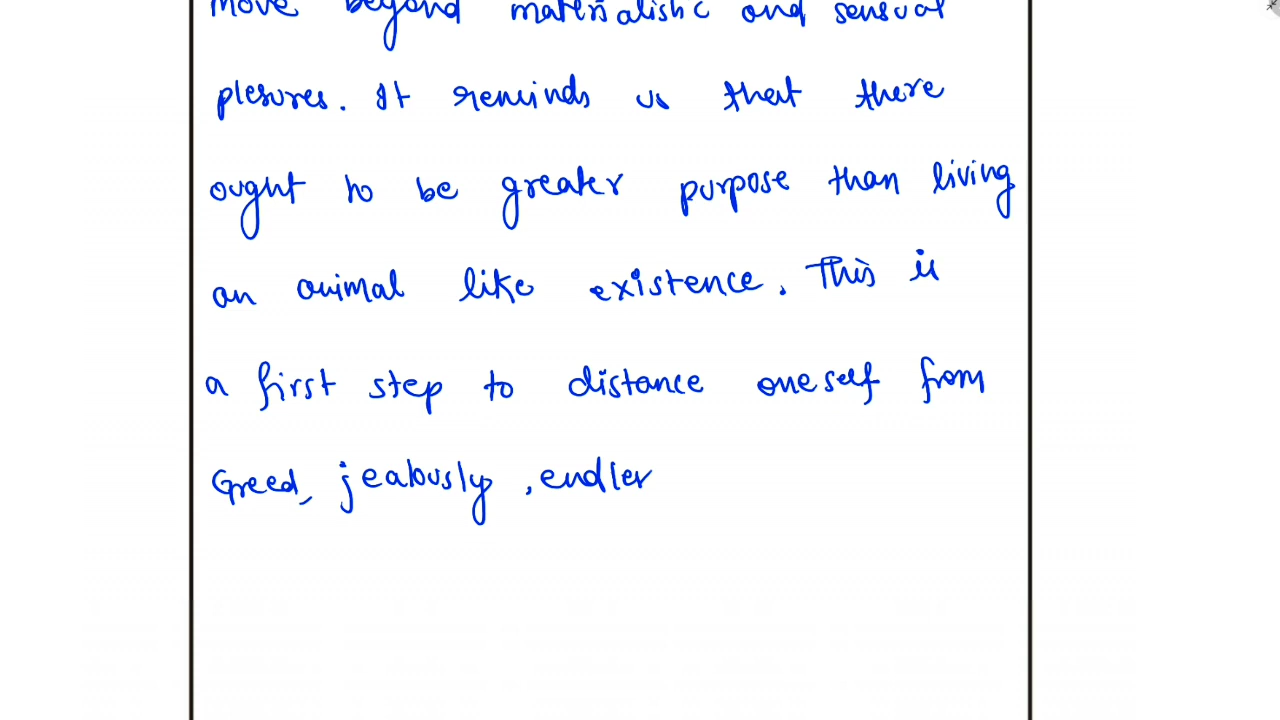 move beyond materialistic and sensual
plesures. It reminds us that there
ought to be greater purpose than living
an animal like existence. This is
a first step to distance oneself from
Greed, jealously, endles